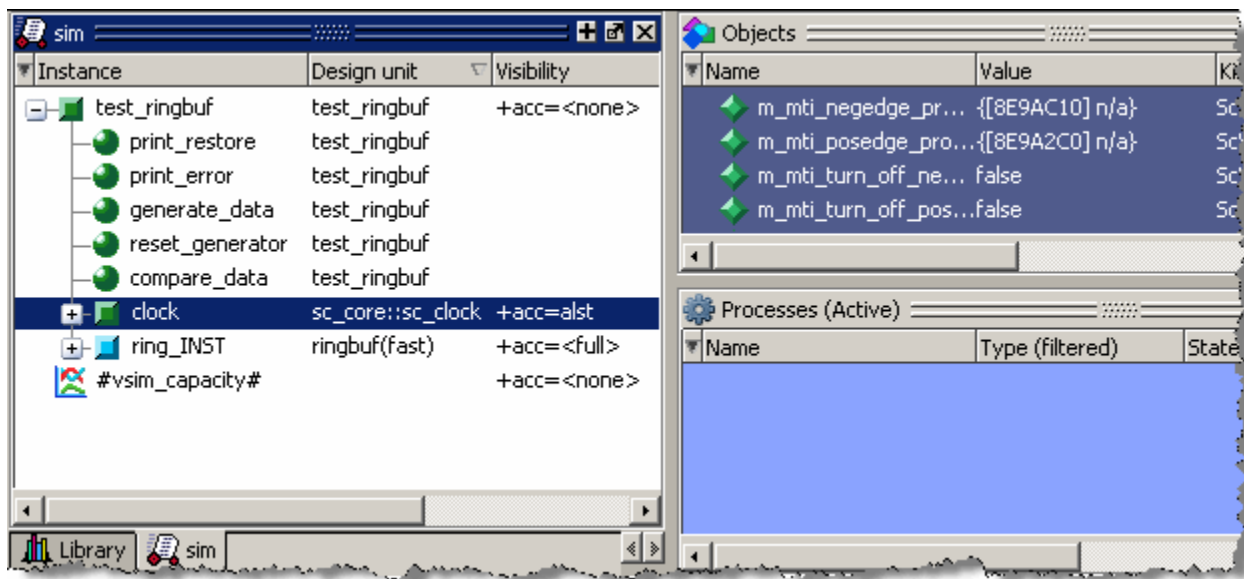 sim
Instance Design unit Visibility
test_ringbuf test_ringbuf +acc=<none>
print_restore test_ringbuf
print_error test_ringbuf
generate_data test_ringbuf
reset_generator test_ringbuf
compare_data test_ringbuf
clock sc_core::sc_clock +acc=alst
ring_INST ringbuf(fast) +acc=<full>
#vsim_capacity# +acc=<none>
Library sim
Objects
Name Value
m_mti_negedge_pr... {[8E9AC10] n/a}
m_mti_posedge_pro... {[8E9A2C0] n/a}
m_mti_turn_off_ne... false
m_mti_turn_off_pos... false
Processes (Active)
Name Type (filtered) State